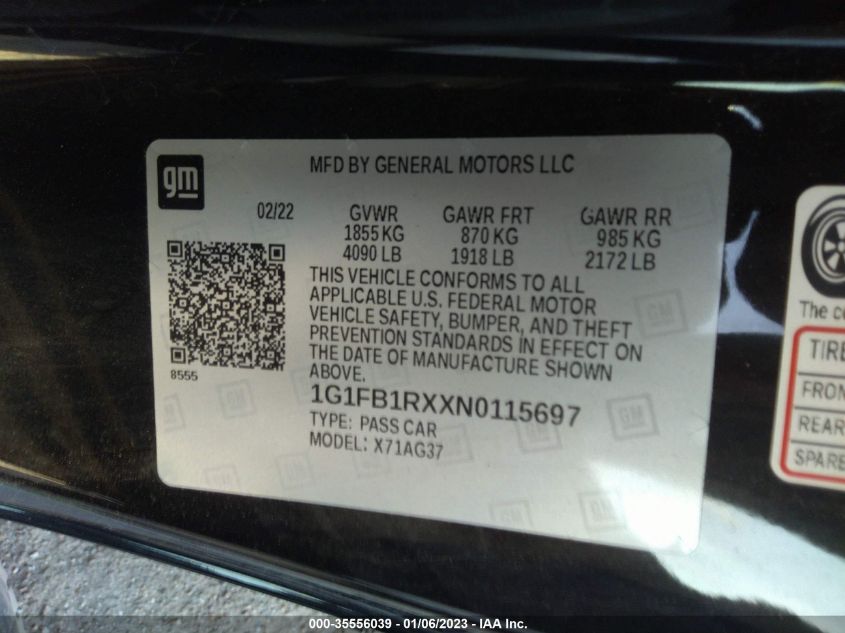 gm
MFD BY GENERAL MOTORS LLC
02/22 GVWR GAWR FRT GAWR RR
1855 KG 870 KG 985 KG
4090 LB 1918 LB 2172 LB
THIS VEHICLE CONFORMS TO ALL
APPLICABLE U.S. FEDERAL MOTOR
VEHICLE SAFETY, BUMPER, AND THEFT
PREVENTION STANDARDS IN EFFECT ON
THE DATE OF MANUFACTURE SHOWN
ABOVE.
8555
1G1FB1RXXN0115697
TYPE: PASS CAR
MODEL: X71AG37
The co
TIRE
FRON
REAR
SPARE
000-35556039 - 01/06/2023 - 1G1FB1RXXN0115697